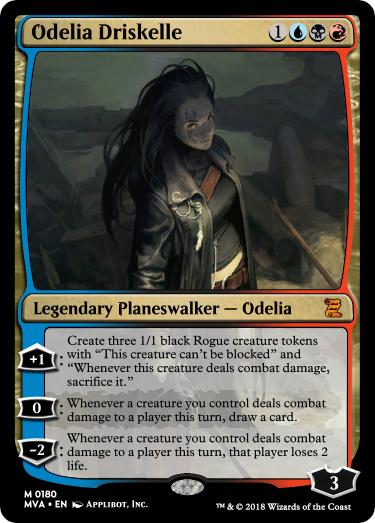 Odelia Driskelle 1
Legendary Planeswalker — Odelia
+1: Create three 1/1 black Rogue creature tokens
with “This creature can't be blocked” and
“Whenever this creature deals combat damage,
sacrifice it.”
0: Whenever a creature you control deals combat
damage to a player this turn, draw a card.
-2: Whenever a creature you control deals combat
damage to a player this turn, that player loses 2
life.
3
M 0180
MVA • EN APPLIBOT, INC.
™ & © 2018 Wizards of the Coast